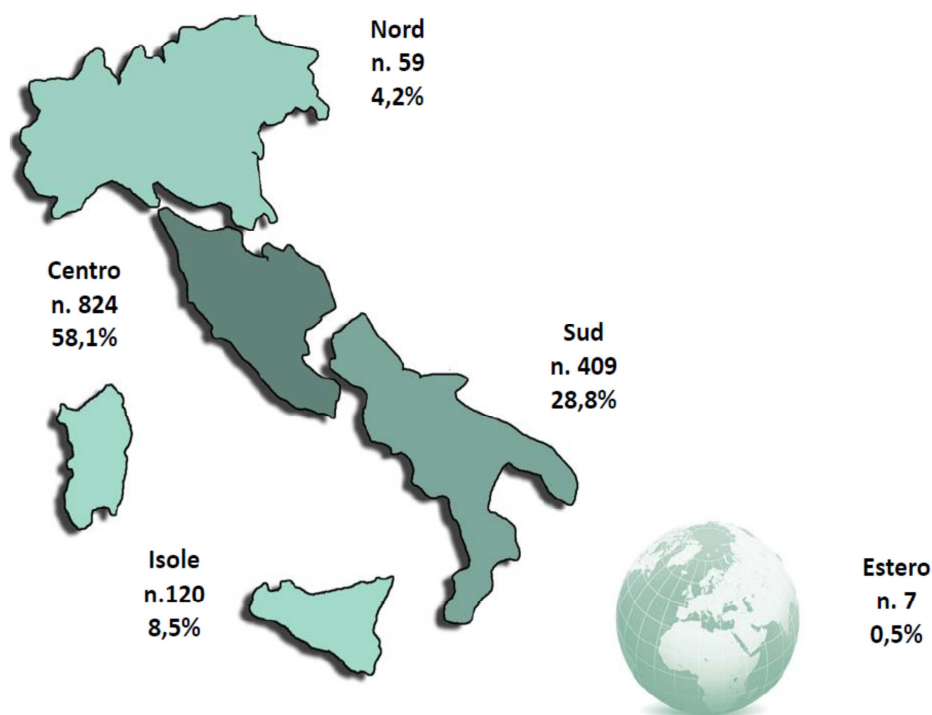 Nord
n. 59
4,2%
Centro
n. 824
58,1%
Sud
n. 409
28,8%
Isole
n.120
8,5%
Estero
n. 7
0,5%